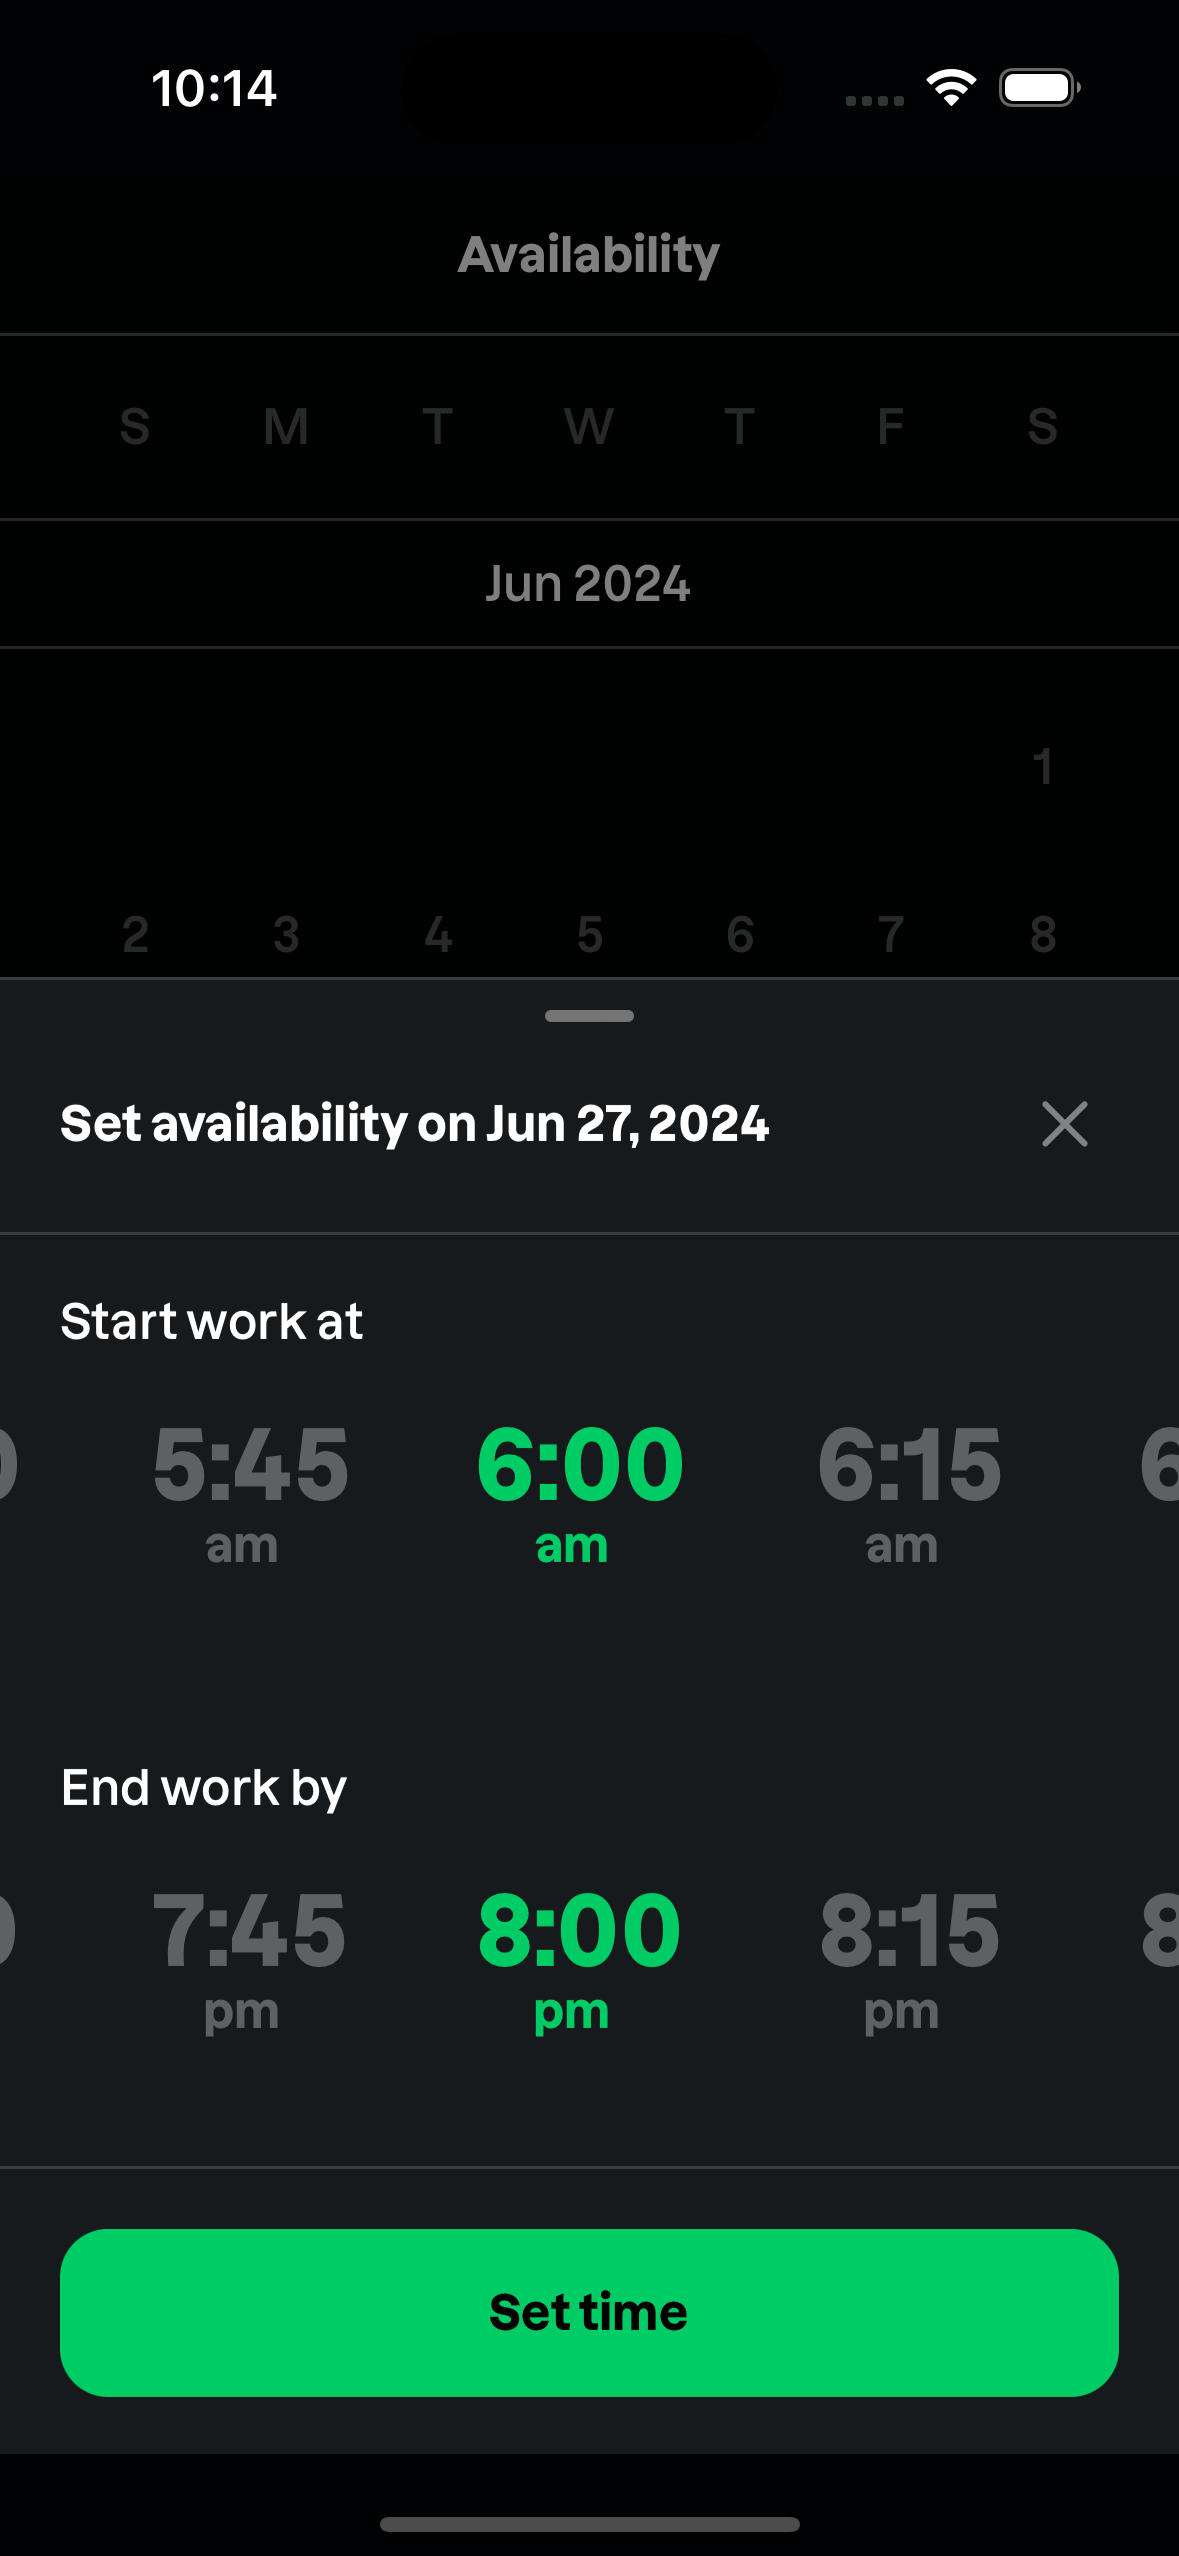 10:14
Availability
S M T W T F S
Jun 2024
1
2 3 4 5 6 7 8
Set availability on Jun 27, 2024
Start work at
5:45 6:00 6:15
am am am
End work by
7:45 8:00 8:15
pm pm pm
Set time